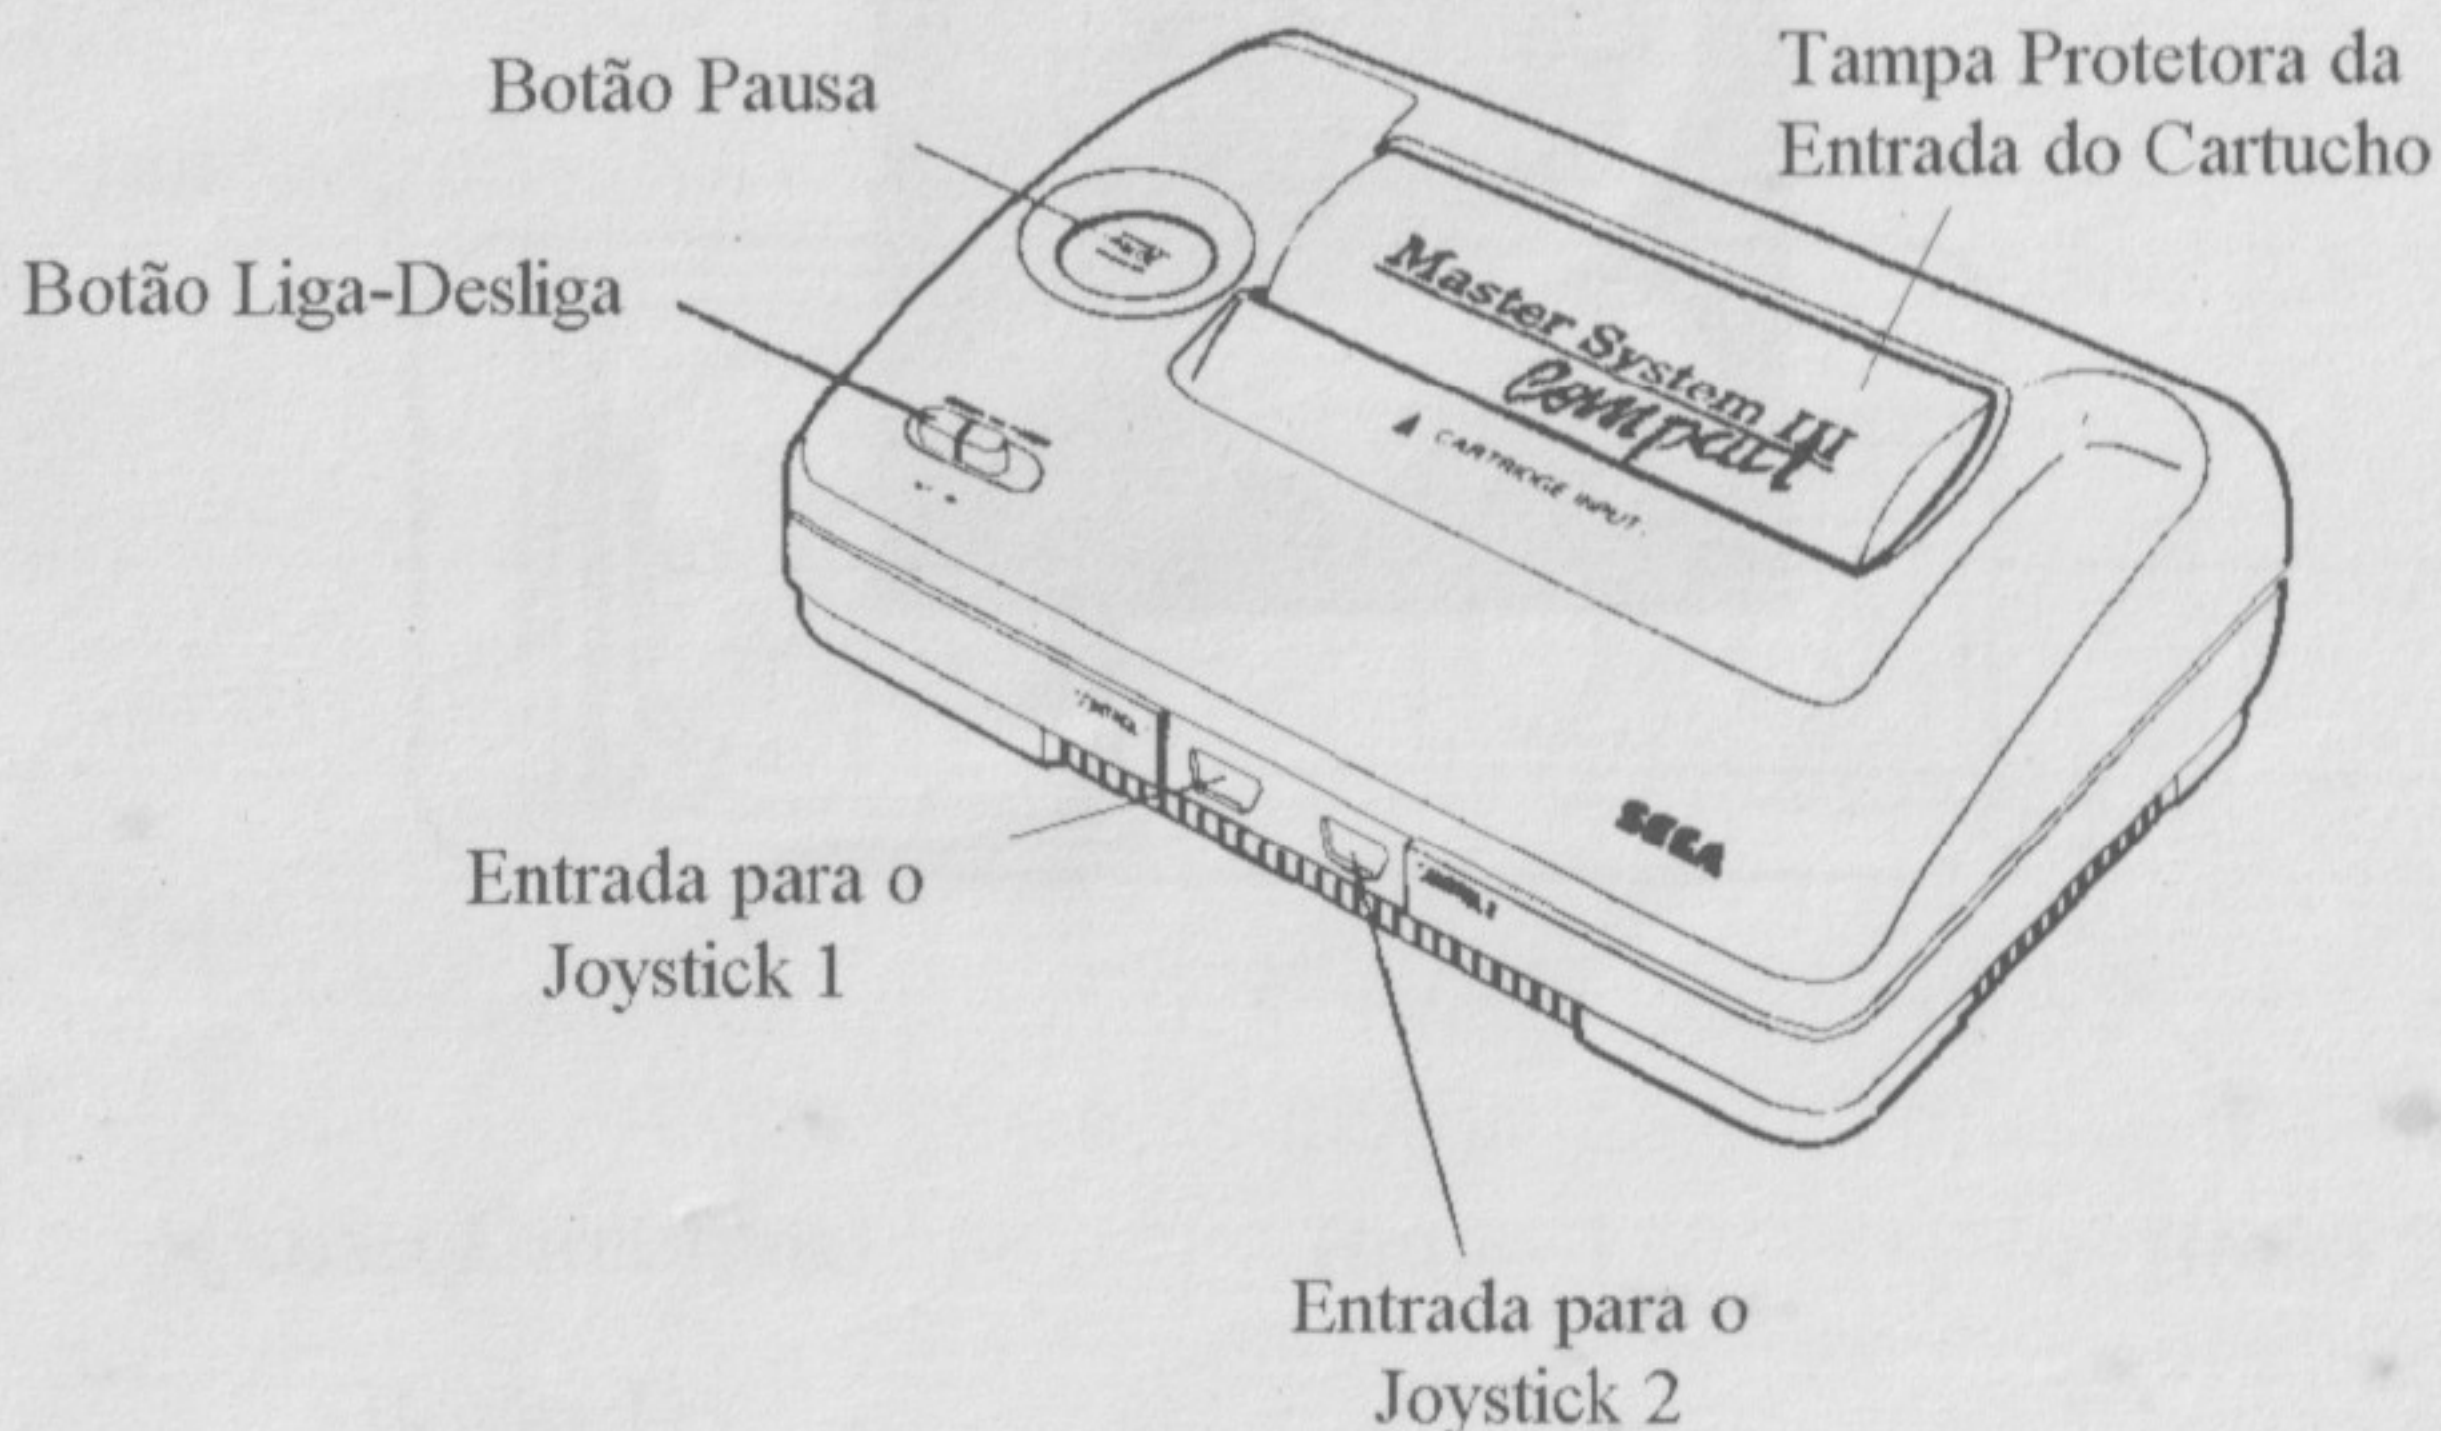 Botão Pausa
Tampa Protetora da
Entrada do Cartucho
Botão Liga-Desliga
Master System III
Compact
CARTRIDGE INPUT
SEGA
Entrada para o
Joystick 1
Entrada para o
Joystick 2